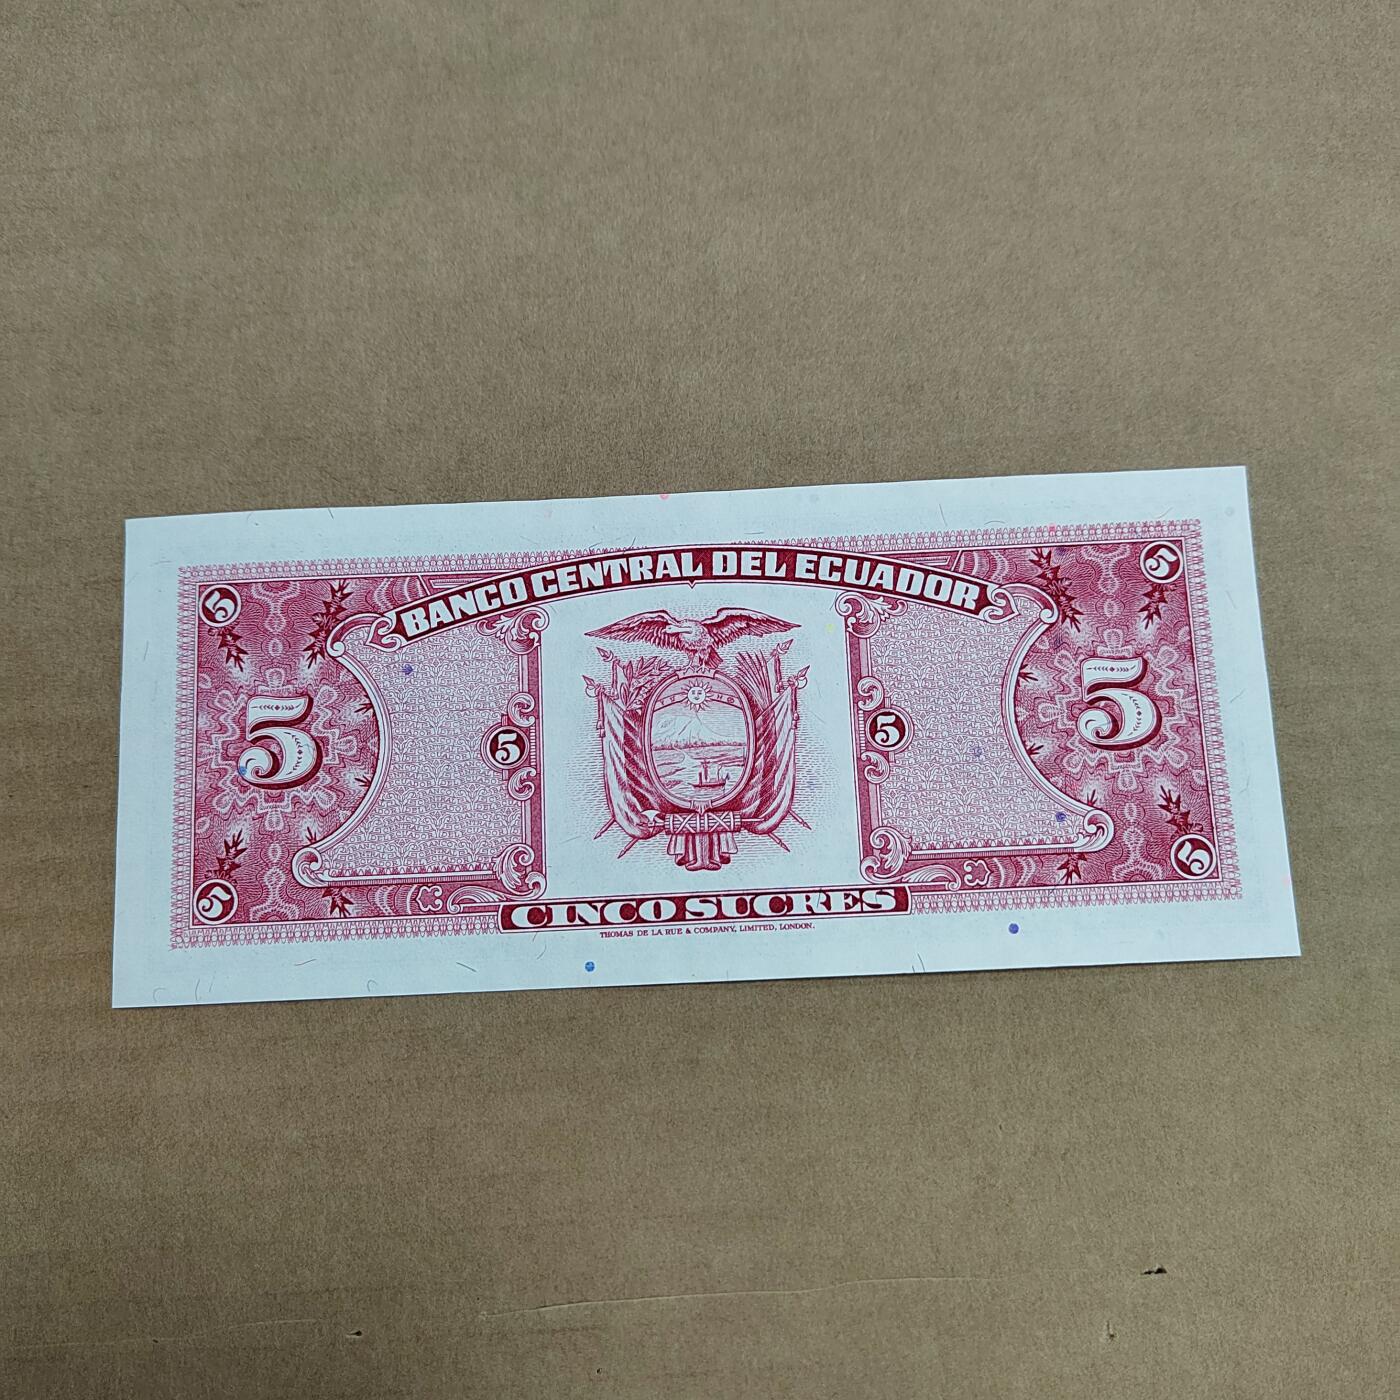 BANCO CENTRAL DEL ECUADOR
5 5
5 5
5 5
5 5
CINCO SUCRES
THOMAS DE LA RUE & COMPANY, LIMITED, LONDON.